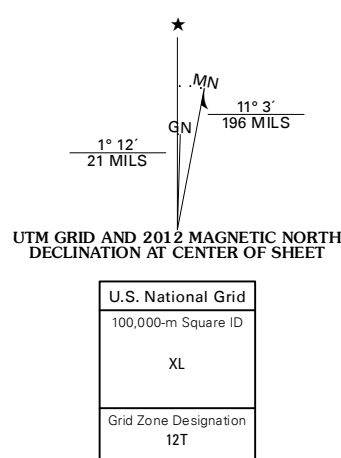 ★
MN
GN
11° 3´
196 MILS
1° 12´
21 MILS
UTM GRID AND 2012 MAGNETIC NORTH
DECLINATION AT CENTER OF SHEET
U.S. National Grid
100,000-m Square ID
XL
Grid Zone Designation
12T